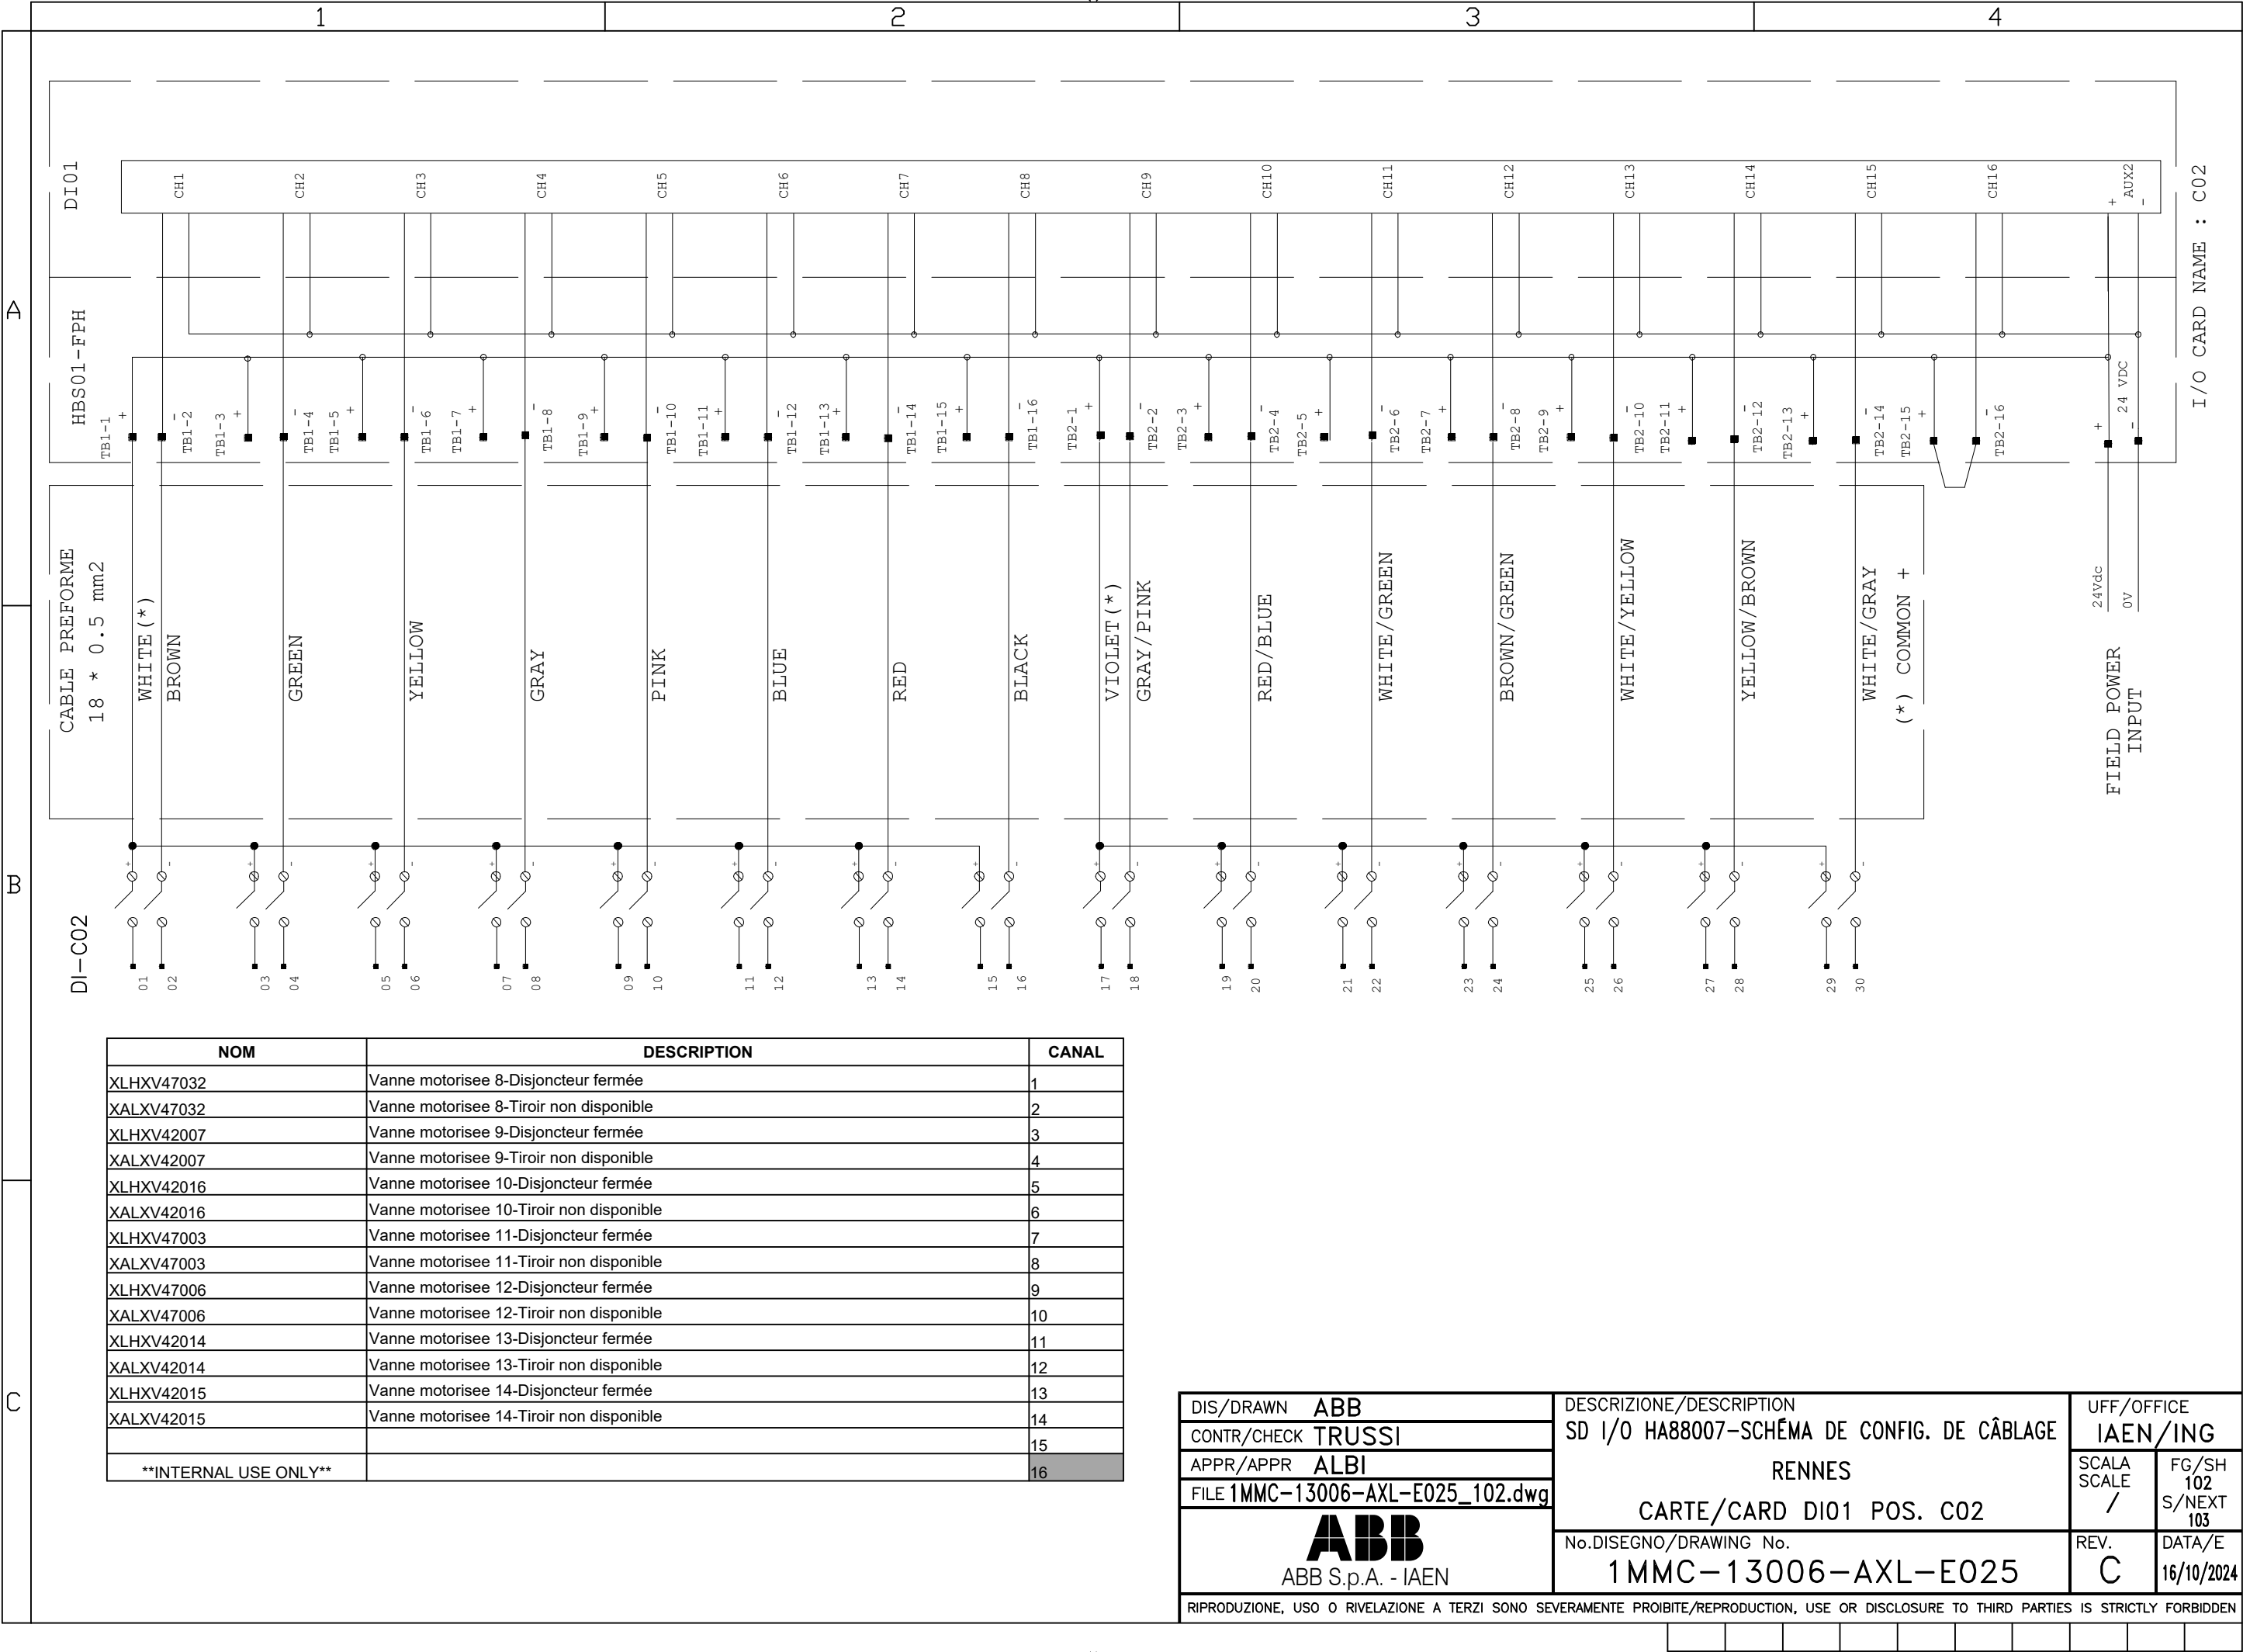 1 2 3 4
A
B
C
DI01
CH1 CH2 CH3 CH4 CH5 CH6 CH7 CH8 CH9 CH10 CH11 CH12 CH13 CH14 CH15 CH16 AUX2
+ -
I/O CARD NAME : C02
HBS01-FPH
TB1-1 + - TB1-2 TB1-3 + - TB1-4 TB1-5 + - TB1-6 TB1-7 + - TB1-8 TB1-9 + - TB1-10 TB1-11 + - TB1-12 TB1-13 + - TB1-14 TB1-15 + - TB1-16
TB2-1 + - TB2-2 TB2-3 + - TB2-4 TB2-5 + - TB2-6 TB2-7 + - TB2-8 TB2-9 + - TB2-10 TB2-11 + - TB2-12 TB2-13 + - TB2-14 TB2-15 + - TB2-16
+ - 24 VDC
CABLE PREFORME
18 * 0.5 mm2
WHITE(*)
BROWN
GREEN
YELLOW
GRAY
PINK
BLUE
RED
BLACK
VIOLET(*)
GRAY/PINK
RED/BLUE
WHITE/GREEN
BROWN/GREEN
WHITE/YELLOW
YELLOW/BROWN
WHITE/GRAY
(*) COMMON +
24Vdc
0V
FIELD POWER
INPUT
DI-C02
+ - + - + - + - + - + - + - + - + - + - + - + - + - + - + -
01 02 03 04 05 06 07 08 09 10 11 12 13 14 15 16 17 18 19 20 21 22 23 24 25 26 27 28 29 30
NOM DESCRIPTION CANAL
XLHXV47032 Vanne motorisee 8-Disjoncteur fermée 1
XALXV47032 Vanne motorisee 8-Tiroir non disponible 2
XLHXV42007 Vanne motorisee 9-Disjoncteur fermée 3
XALXV42007 Vanne motorisee 9-Tiroir non disponible 4
XLHXV42016 Vanne motorisee 10-Disjoncteur fermée 5
XALXV42016 Vanne motorisee 10-Tiroir non disponible 6
XLHXV47003 Vanne motorisee 11-Disjoncteur fermée 7
XALXV47003 Vanne motorisee 11-Tiroir non disponible 8
XLHXV47006 Vanne motorisee 12-Disjoncteur fermée 9
XALXV47006 Vanne motorisee 12-Tiroir non disponible 10
XLHXV42014 Vanne motorisee 13-Disjoncteur fermée 11
XALXV42014 Vanne motorisee 13-Tiroir non disponible 12
XLHXV42015 Vanne motorisee 14-Disjoncteur fermée 13
XALXV42015 Vanne motorisee 14-Tiroir non disponible 14
15
**INTERNAL USE ONLY** 16
DIS/DRAWN ABB
CONTR/CHECK TRUSSI
APPR/APPR ALBI
FILE 1MMC-13006-AXL-E025_102.dwg
ABB
ABB S.p.A. - IAEN
DESCRIZIONE/DESCRIPTION
SD I/O HA88007-SCHÉMA DE CONFIG. DE CÂBLAGE
RENNES
CARTE/CARD DI01 POS. C02
No.DISEGNO/DRAWING No.
1MMC-13006-AXL-E025
UFF/OFFICE
IAEN/ING
SCALA
SCALE
/
FG/SH
102
S/NEXT
103
REV.
C
DATA/E
16/10/2024
RIPRODUZIONE, USO O RIVELAZIONE A TERZI SONO SEVERAMENTE PROIBITE/REPRODUCTION, USE OR DISCLOSURE TO THIRD PARTIES IS STRICTLY FORBIDDEN